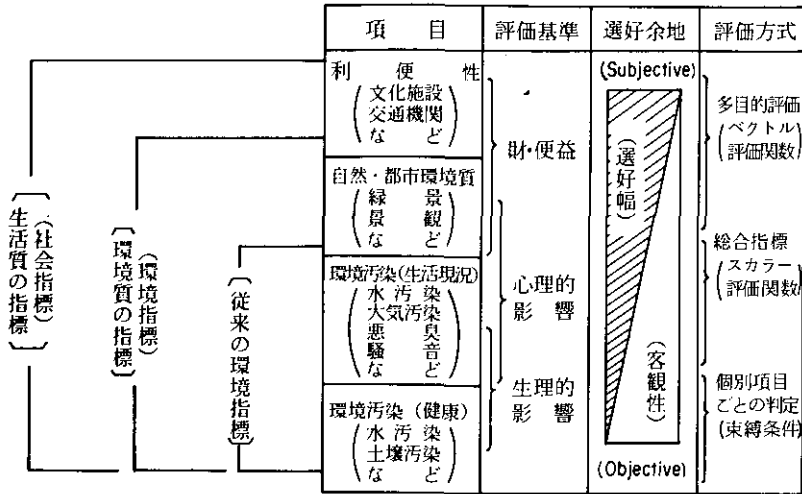 項 目
評価基準
選好余地
評価方式
利 便 性
(文化施設
交通機関
な ど)
自然・都市環境質
(緑 景
景 観
な ど)
環境汚染(生活現況)
(水 汚 染
大気汚染
悪 臭
騒 音
な ど)
環境汚染(健康)
(水 汚 染
土壌汚染
な ど)
財・便益
心理的
影 響
生理的
影 響
(Subjective)
(選好幅)
(客観性)
(Objective)
多目的評価
(ベクトル
評価関数)
総合指標
(スカラー
評価関数)
個別項目
ごとの判定
(束縛条件)
(社会指標)
〔生活質の指標〕
(環境指標)
〔環境質の指標〕
〔従来の環境指標〕